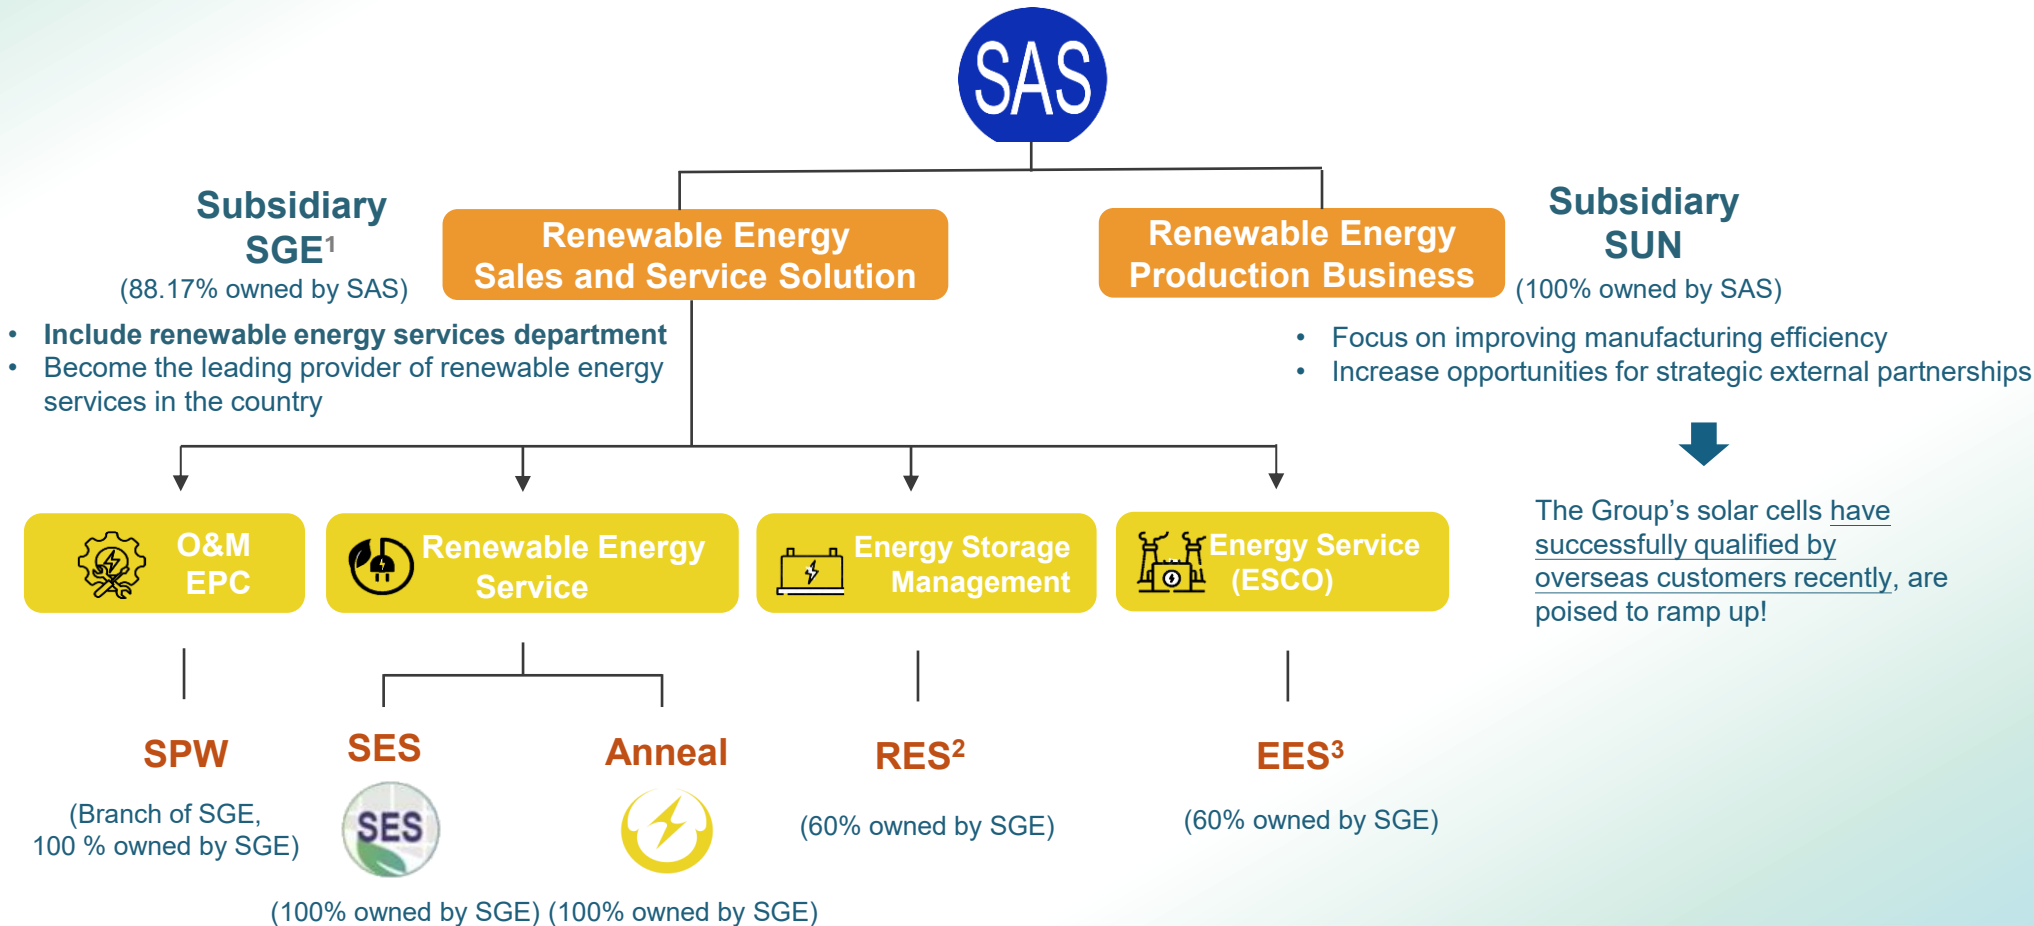 SAS
Subsidiary
SGE¹
(88.17% owned by SAS)
Renewable Energy
Sales and Service Solution
Renewable Energy
Production Business
Subsidiary
SUN
(100% owned by SAS)
• Include renewable energy services department
• Become the leading provider of renewable energy
services in the country
• Focus on improving manufacturing efficiency
• Increase opportunities for strategic external partnerships
O&M
EPC
Renewable Energy
Service
Energy Storage
Management
Energy Service
(ESCO)
The Group’s solar cells have
successfully qualified by
overseas customers recently, are
poised to ramp up!
SPW
(Branch of SGE,
100 % owned by SGE)
SES
SES
(100% owned by SGE)
Anneal
(100% owned by SGE)
RES²
(60% owned by SGE)
EES³
(60% owned by SGE)